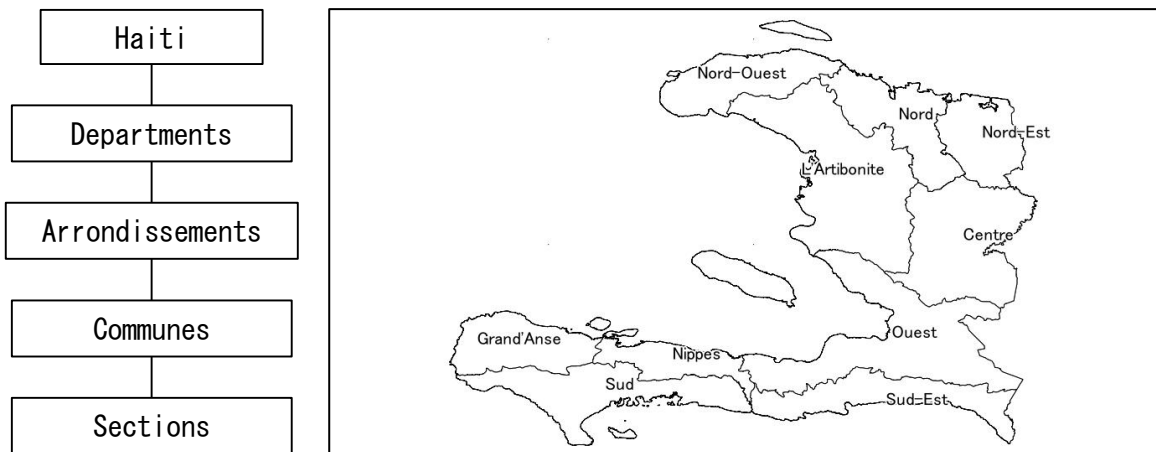 Haiti
Departments
Arrondissements
Communes
Sections
Nord-Ouest
Nord
Nord-Est
L'Artibonite
Centre
Ouest
Grand'Anse
Nippes
Sud
Sud-Est